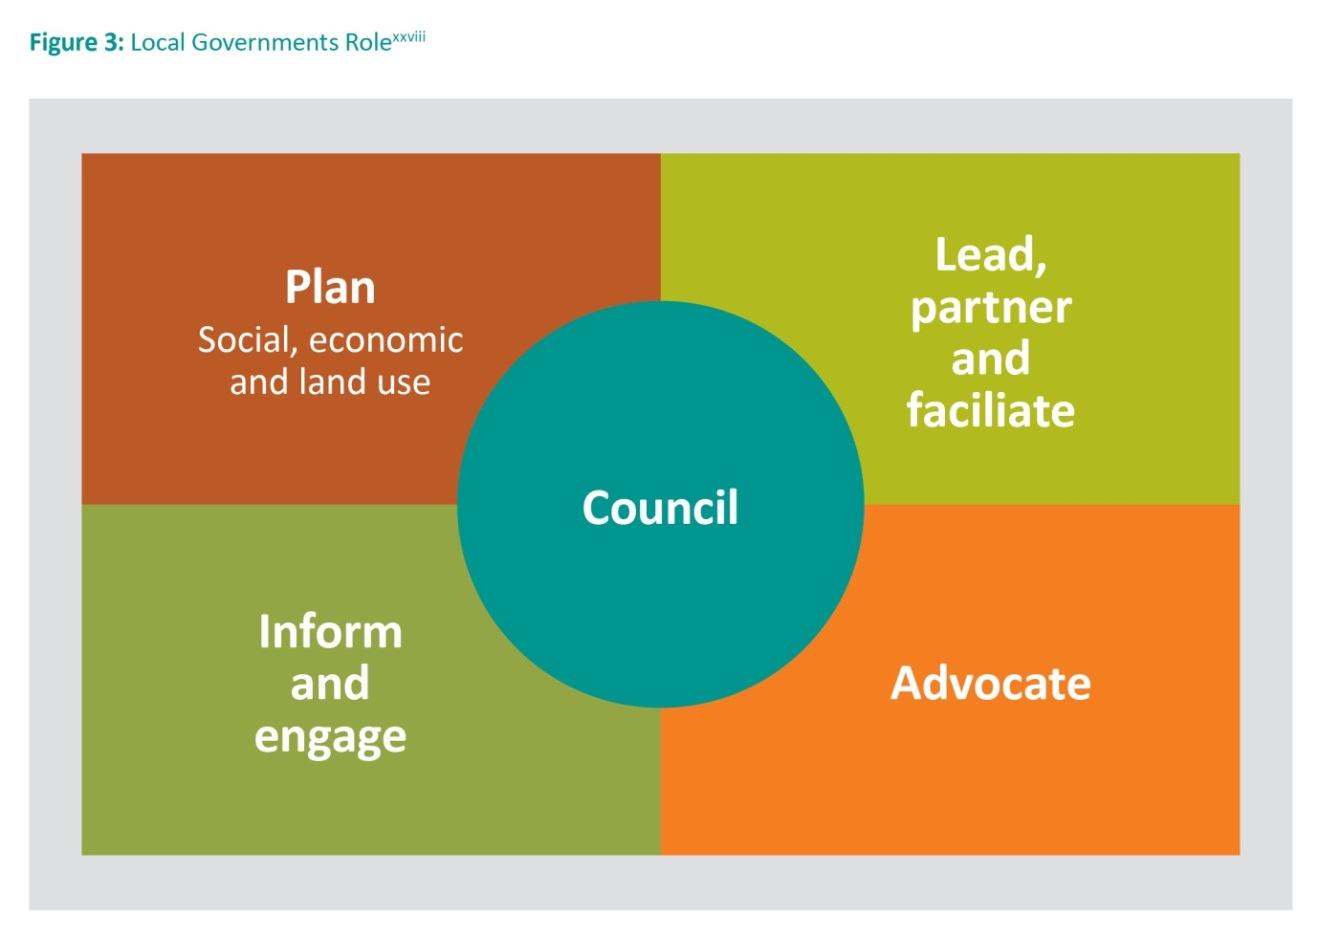 Figure 3: Local Governments Rolexxviii
Plan
Social, economic
and land use
Lead,
partner
and
faciliate
Council
Inform
and
engage
Advocate